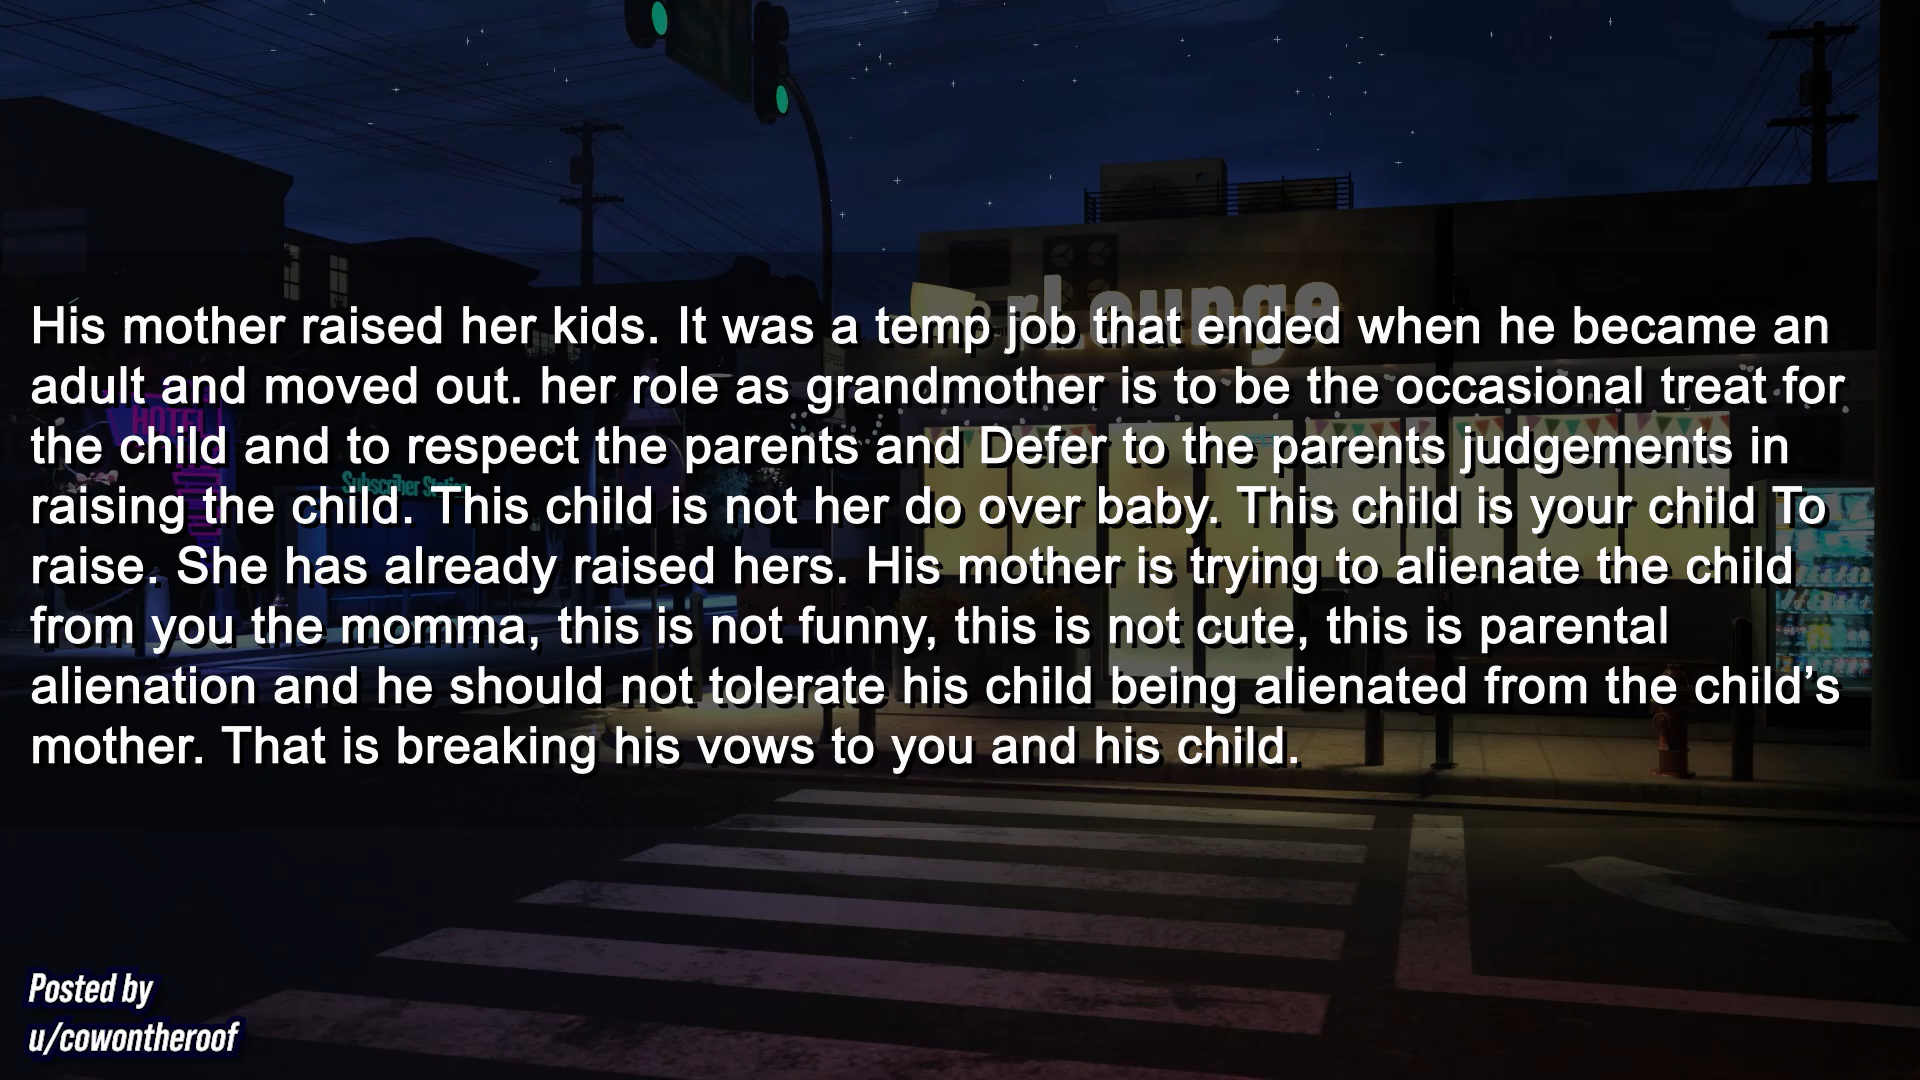 rLounge
HOTEL
Subscriber Station
His mother raised her kids. It was a temp job that ended when he became an
adult and moved out. her role as grandmother is to be the occasional treat for
the child and to respect the parents and Defer to the parents judgements in
raising the child. This child is not her do over baby. This child is your child To
raise. She has already raised hers. His mother is trying to alienate the child
from you the momma, this is not funny, this is not cute, this is parental
alienation and he should not tolerate his child being alienated from the child’s
mother. That is breaking his vows to you and his child.
Posted by
u/cowontheroof